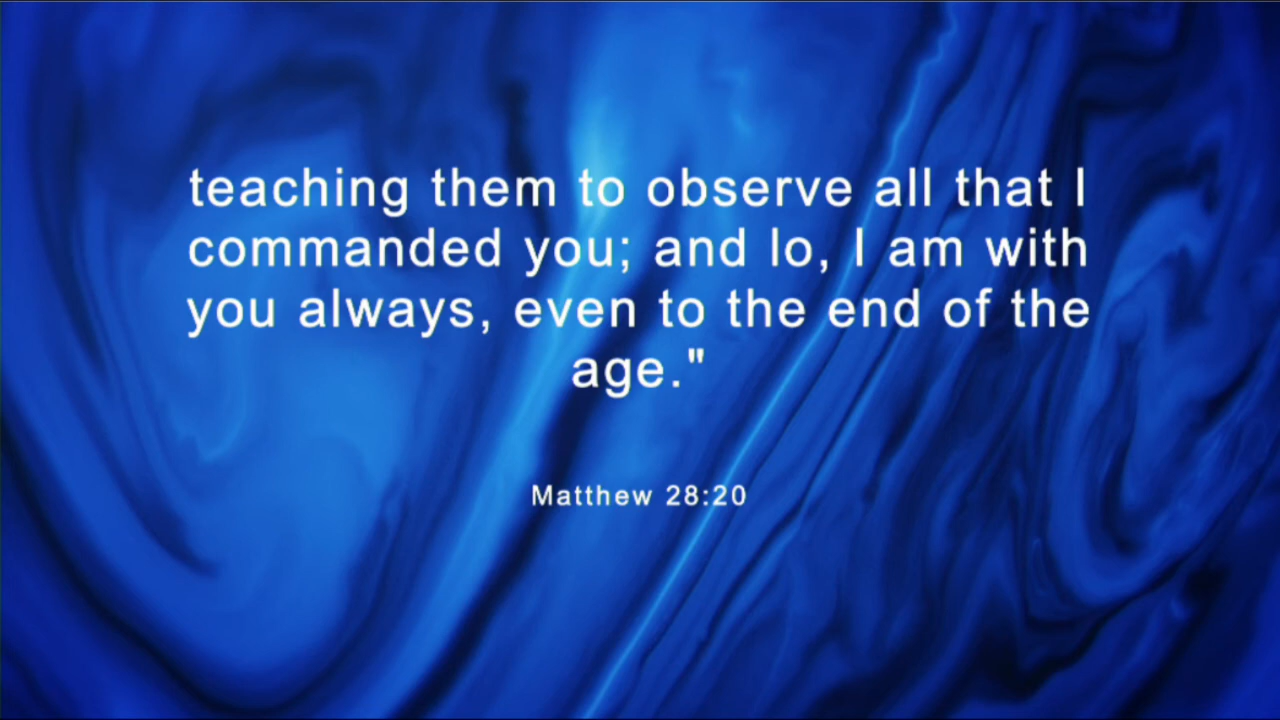 teaching them to observe all that I
commanded you; and lo, I am with
you always, even to the end of the
age."
Matthew 28:20